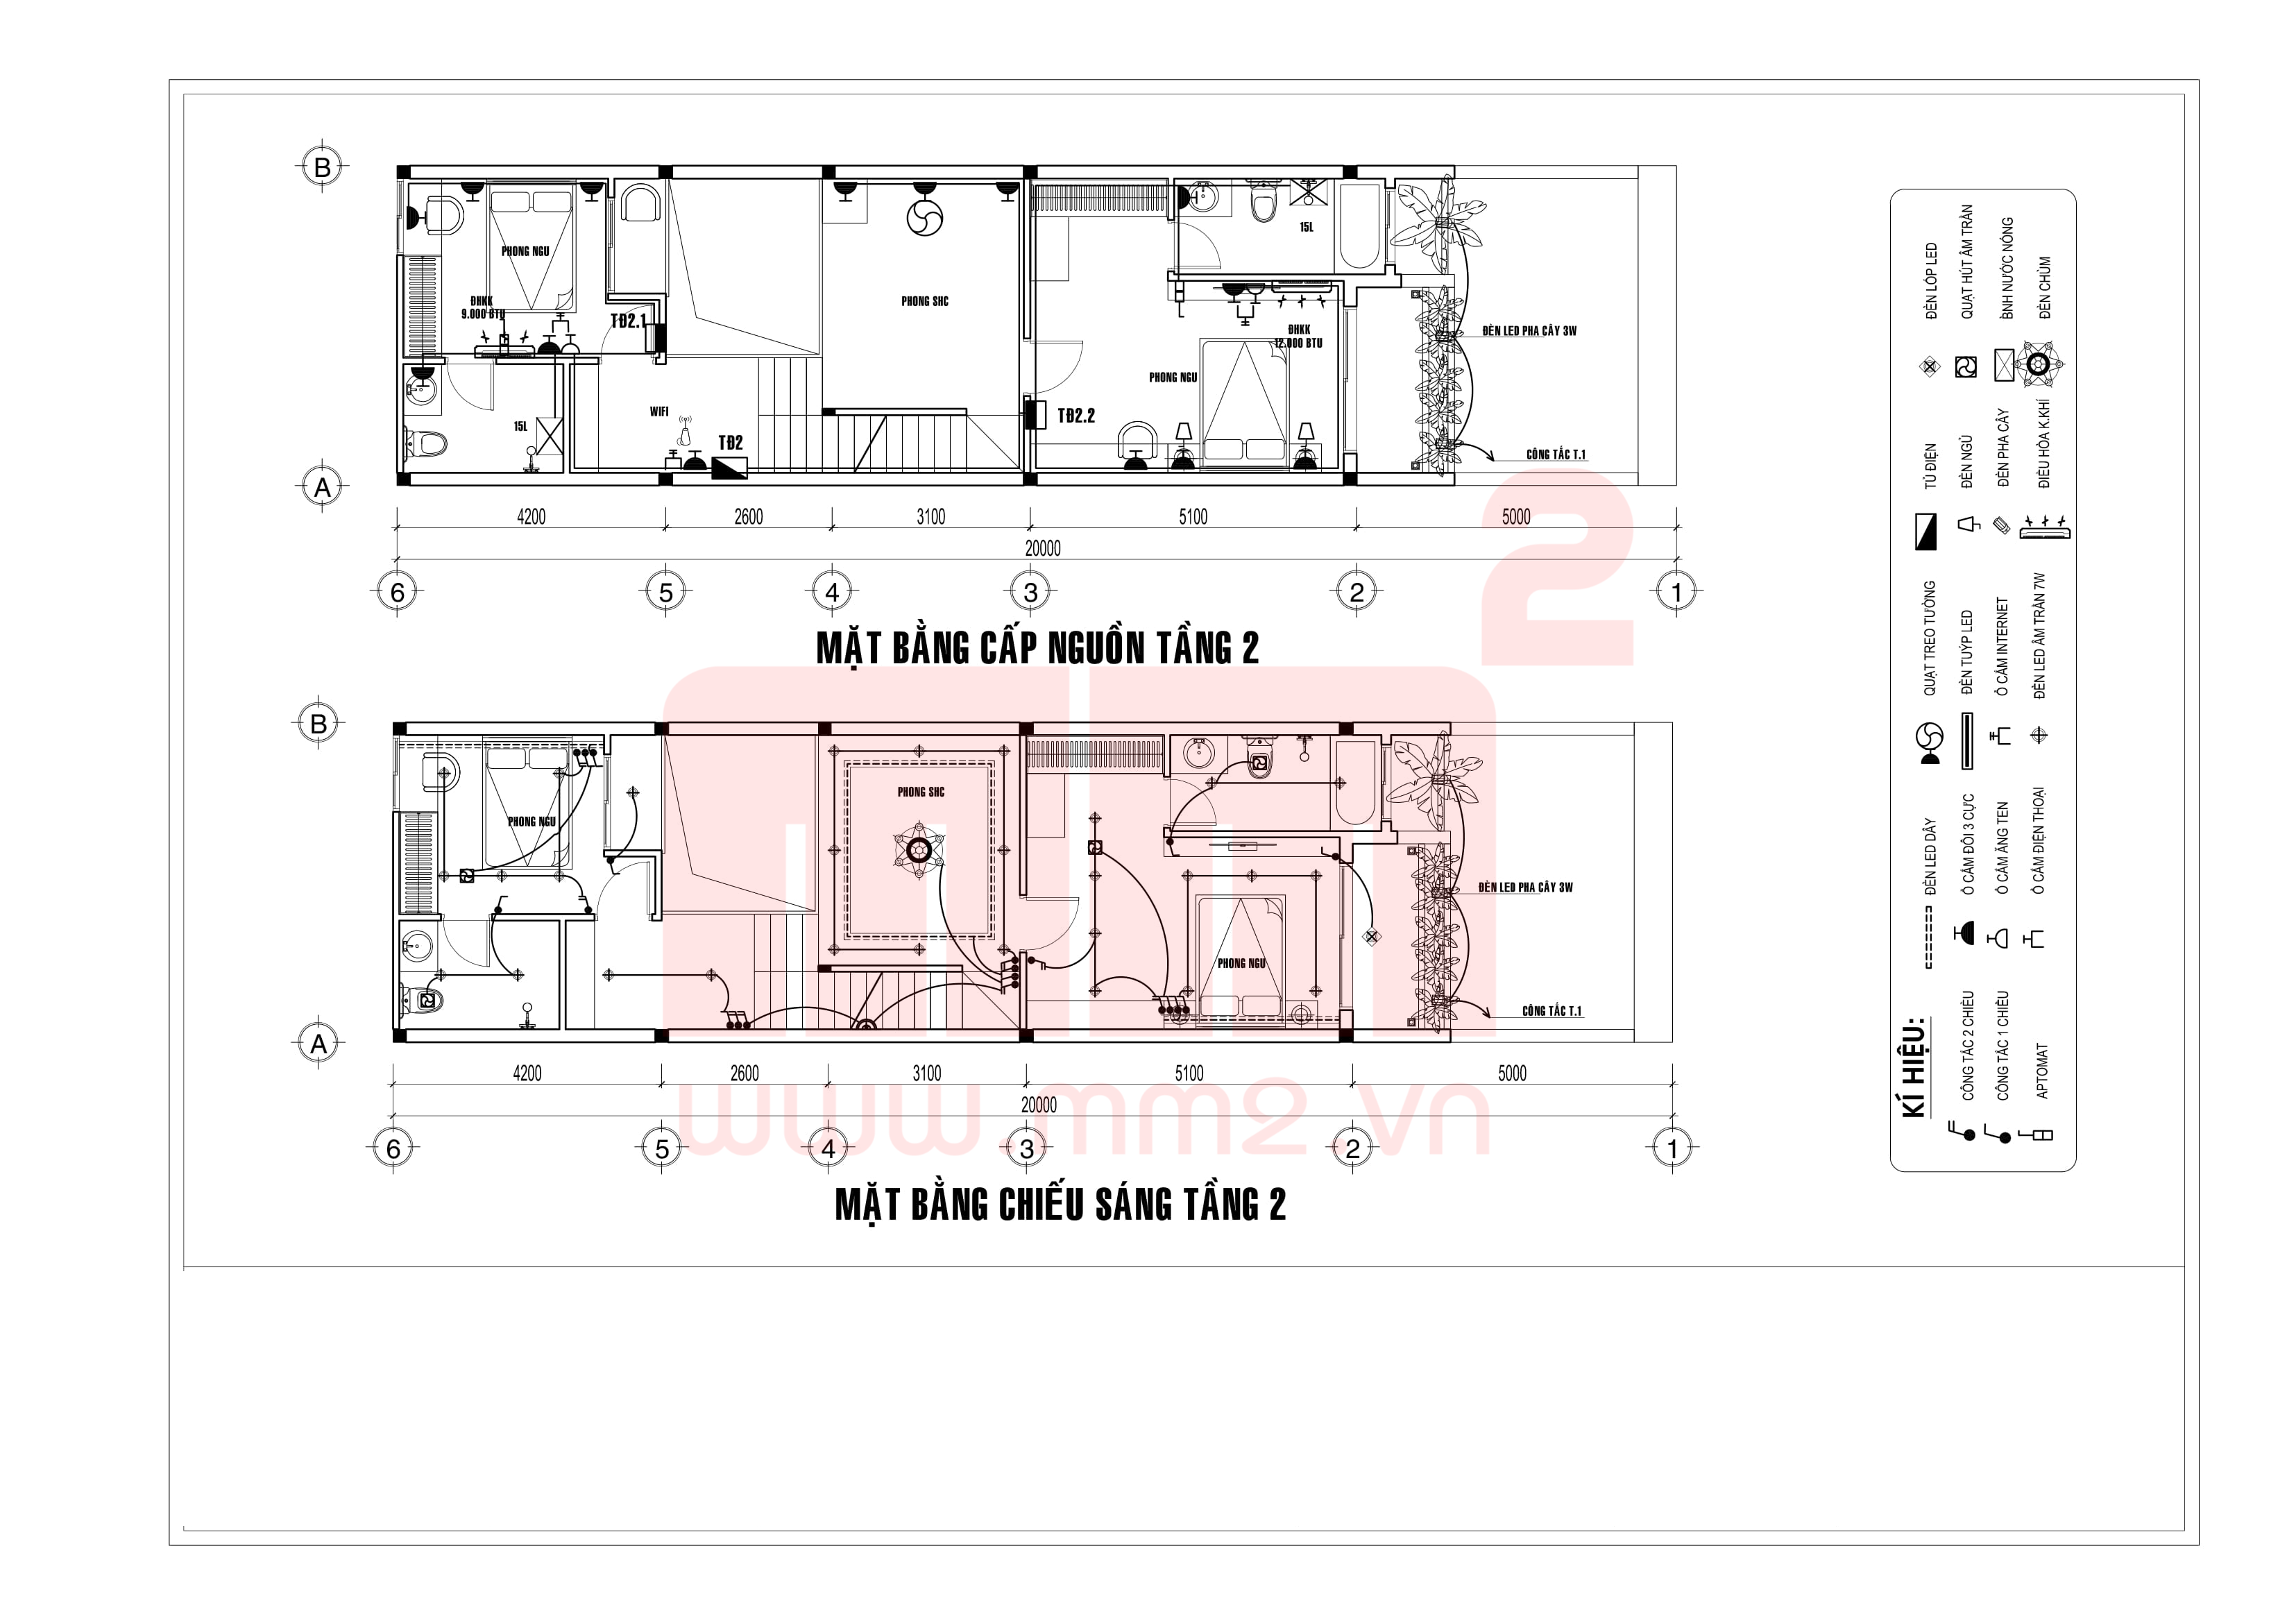 B
PHONG NGU
ĐHKK
9.000 BTU
TĐ2.1
PHONG SHC
15L
ĐHKK
12.000 BTU
PHONG NGU
ĐÈN LED PHA CÂY 3W
15L
WIFI
TĐ2
TĐ2.2
CÔNG TẮC T.1
A
4200 2600 3100 5100 5000
20000
6 5 4 3 2 1
MẶT BẰNG CẤP NGUỒN TẦNG 2
B
PHONG NGU
PHONG SHC
PHONG NGU
ĐÈN LED PHA CÂY 3W
CÔNG TẮC T.1
A
4200 2600 3100 5100 5000
20000
6 5 4 3 2 1
MẶT BẰNG CHIẾU SÁNG TẦNG 2
mm2
www.mm2.vn
KÍ HIỆU:
ĐÈN LED DÂY
QUẠT TREO TƯỜNG
TỦ ĐIỆN
ĐÈN LỐP LED
CÔNG TẮC 2 CHIỀU
Ổ CẮM ĐÔI 3 CỰC
ĐÈN TUÝP LED
ĐÈN NGỦ
QUẠT HÚT ÂM TRẦN
CÔNG TẮC 1 CHIỀU
Ổ CẮM ĂNG TEN
Ổ CẮM INTERNET
ĐÈN PHA CÂY
BNH NƯỚC NÓNG
APTOMAT
Ổ CẮM ĐIỆN THOẠI
ĐÈN LED ÂM TRẦN 7W
ĐIỀU HÒA K.KHÍ
ĐÈN CHÙM